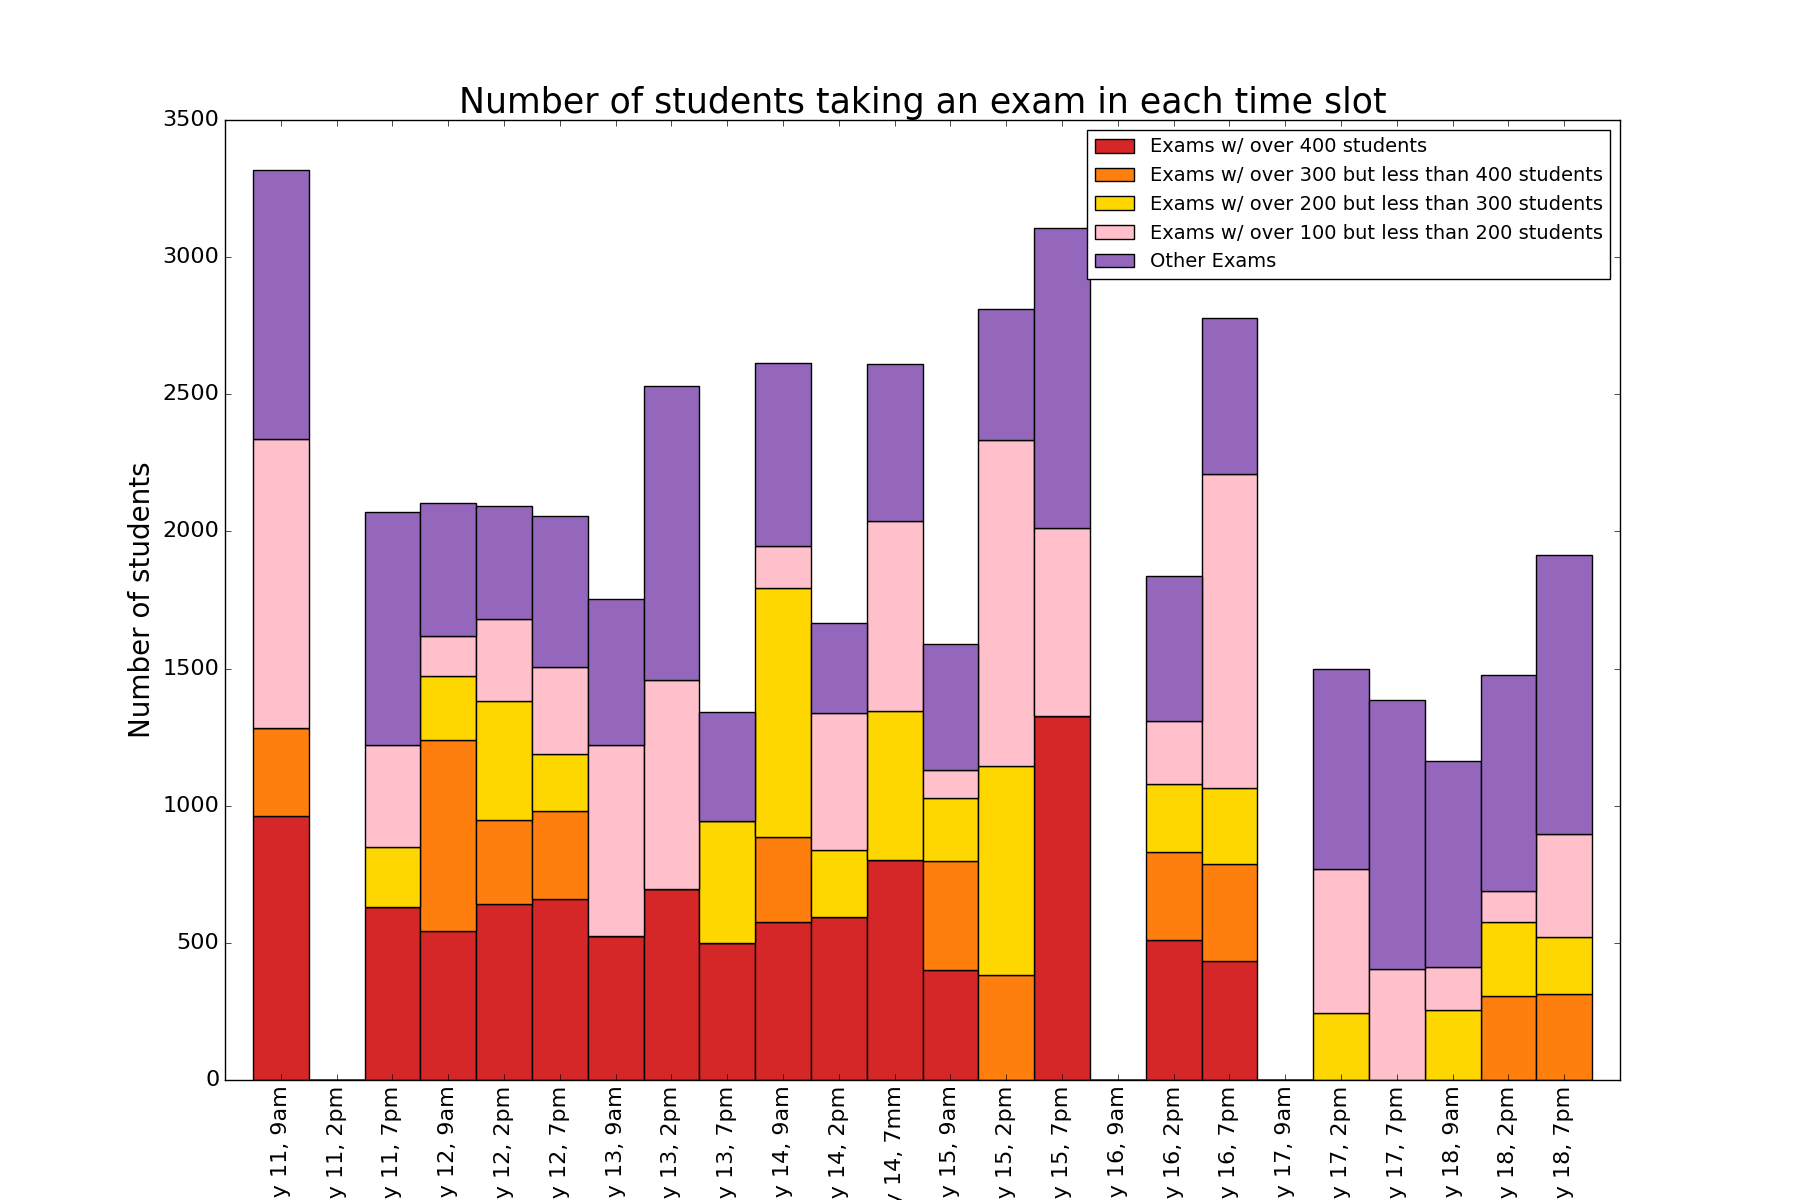 Number of students taking an exam in each time slot
Exams w/ over 400 students
Exams w/ over 300 but less than 400 students
Exams w/ over 200 but less than 300 students
Exams w/ over 100 but less than 200 students
Other Exams
Number of students
3500
3000
2500
2000
1500
1000
500
0
y 11, 9am
y 11, 2pm
y 11, 7pm
y 12, 9am
y 12, 2pm
y 12, 7pm
y 13, 9am
y 13, 2pm
y 13, 7pm
y 14, 9am
y 14, 2pm
y 14, 7mm
y 15, 9am
y 15, 2pm
y 15, 7pm
y 16, 9am
y 16, 2pm
y 16, 7pm
y 17, 9am
y 17, 2pm
y 17, 7pm
y 18, 9am
y 18, 2pm
y 18, 7pm